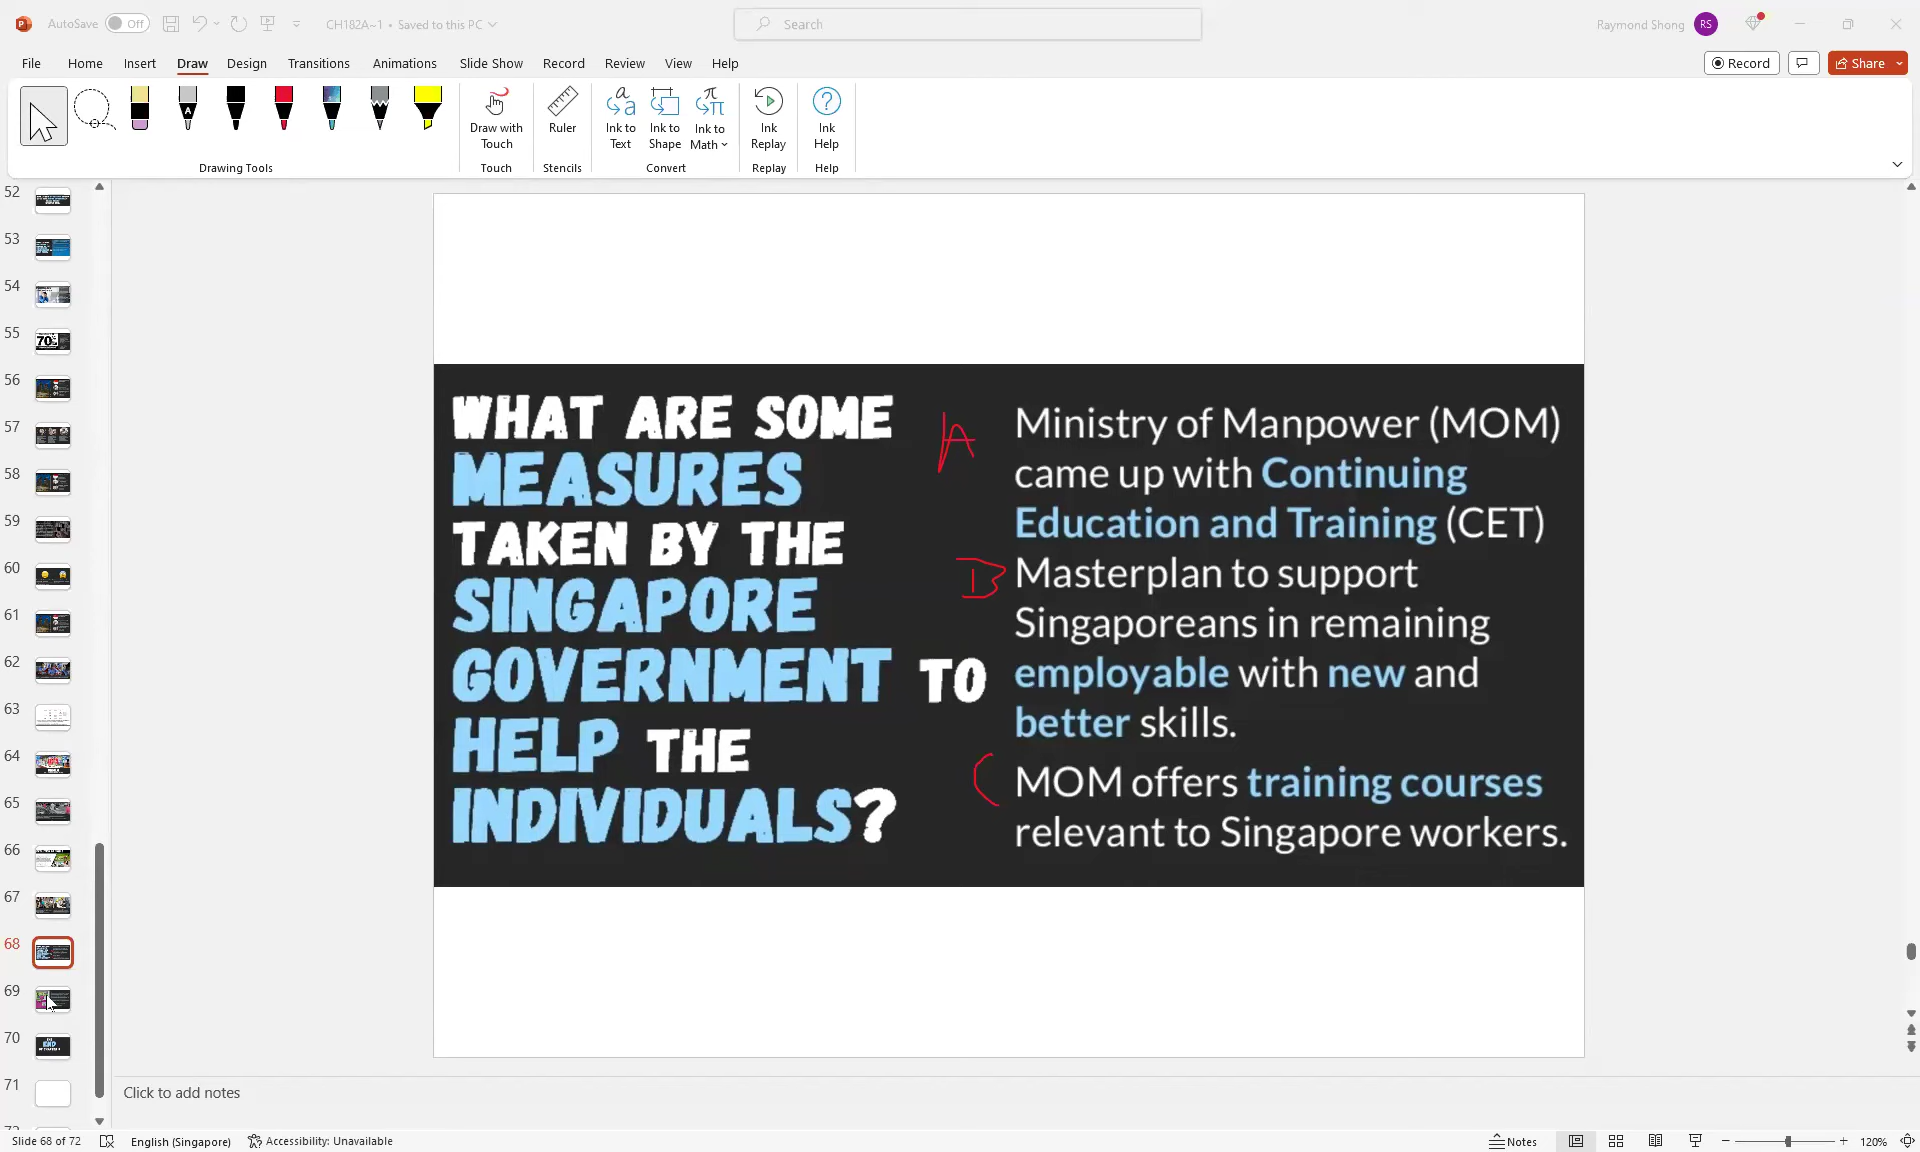 AutoSave Off CH182A~1 • Saved to this PC Search Raymond Shong RS
File Home Insert Draw Design Transitions Animations Slide Show Record Review View Help Record Share
Draw with Touch
Ruler
Ink to Text
Ink to Shape
Ink to Math
Ink Replay
Ink Help
Drawing Tools Touch Stencils Convert Replay Help
52
53
54
55
70
56
57
58
59
60
61
62
63
64
65
66
67
68
69
70
END
71
WHAT ARE SOME
MEASURES
TAKEN BY THE
SINGAPORE
GOVERNMENT TO
HELP THE
INDIVIDUALS?
A
Ministry of Manpower (MOM)
came up with Continuing
Education and Training (CET)
B
Masterplan to support
Singaporeans in remaining
employable with new and
better skills.
C
MOM offers training courses
relevant to Singapore workers.
Click to add notes
Slide 68 of 72 English (Singapore) Accessibility: Unavailable Notes 120%